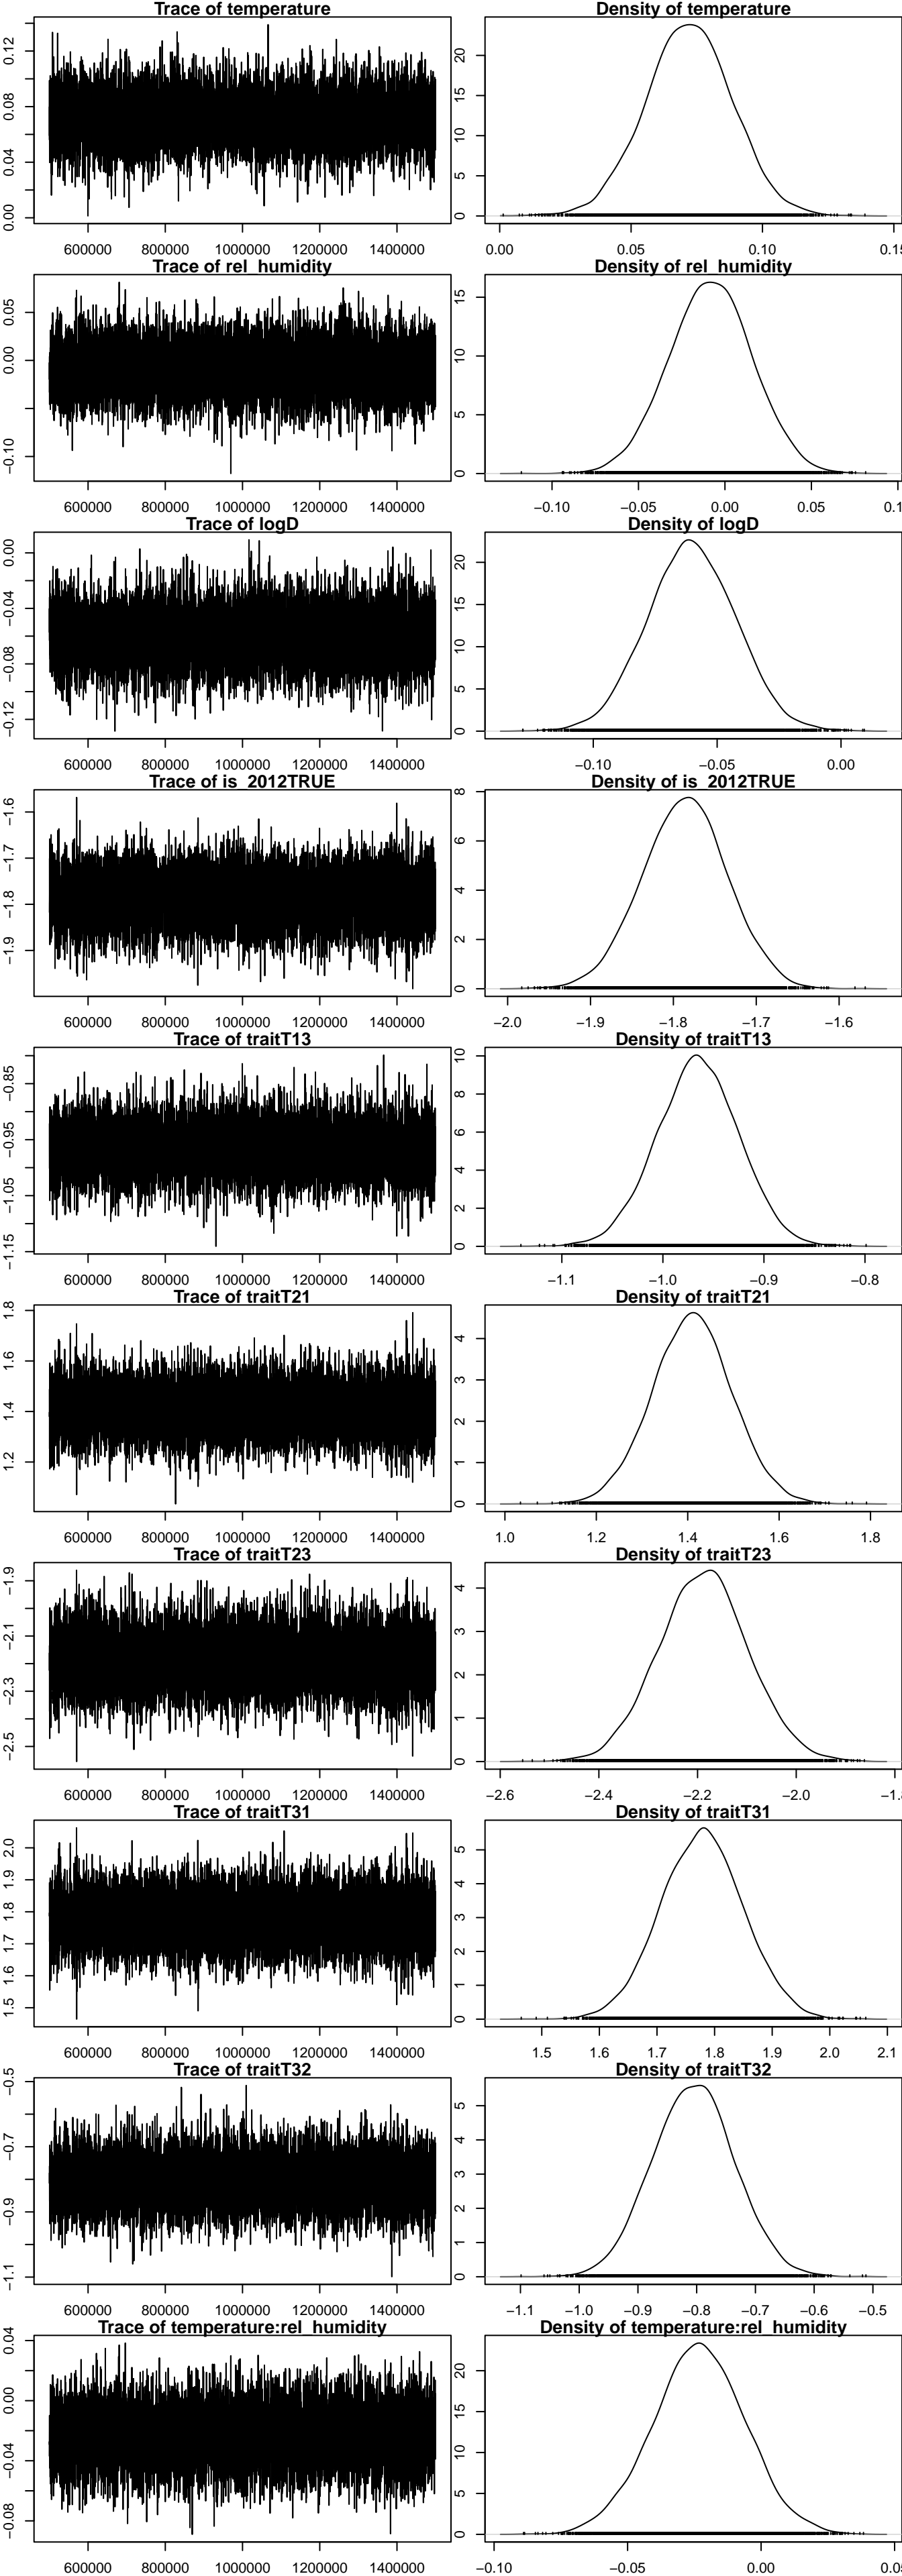 Trace of temperature
Density of temperature
0.00 0.04 0.08 0.12
0 5 10 15 20
600000 800000 1000000 1200000 1400000
0.00 0.05 0.10 0.15
Trace of rel_humidity
Density of rel_humidity
−0.10 0.00 0.05
0 5 10 15
600000 800000 1000000 1200000 1400000
−0.10 −0.05 0.00 0.05 0.1
Trace of logD
Density of logD
−0.12 −0.08 −0.04 0.00
0 5 10 15 20
600000 800000 1000000 1200000 1400000
−0.10 −0.05 0.00
Trace of is_2012TRUE
Density of is_2012TRUE
−1.9 −1.8 −1.7 −1.6
0 2 4 6 8
600000 800000 1000000 1200000 1400000
−2.0 −1.9 −1.8 −1.7 −1.6
Trace of traitT13
Density of traitT13
−1.15 −1.05 −0.95 −0.85
0 2 4 6 8 10
600000 800000 1000000 1200000 1400000
−1.1 −1.0 −0.9 −0.8
Trace of traitT21
Density of traitT21
1.2 1.4 1.6 1.8
0 1 2 3 4
600000 800000 1000000 1200000 1400000
1.0 1.2 1.4 1.6 1.8
Trace of traitT23
Density of traitT23
−2.5 −2.3 −2.1 −1.9
0 1 2 3 4
600000 800000 1000000 1200000 1400000
−2.6 −2.4 −2.2 −2.0
Trace of traitT31
Density of traitT31
1.5 1.6 1.7 1.8 1.9 2.0
0 1 2 3 4 5
600000 800000 1000000 1200000 1400000
1.5 1.6 1.7 1.8 1.9 2.0 2.1
Trace of traitT32
Density of traitT32
−1.1 −0.9 −0.7 −0.5
0 1 2 3 4 5
600000 800000 1000000 1200000 1400000
−1.1 −1.0 −0.9 −0.8 −0.7 −0.6 −0.5
Trace of temperature:rel_humidity
Density of temperature:rel_humidity
−0.08 −0.04 0.00 0.04
0 5 10 15 20
600000 800000 1000000 1200000 1400000
−0.10 −0.05 0.00